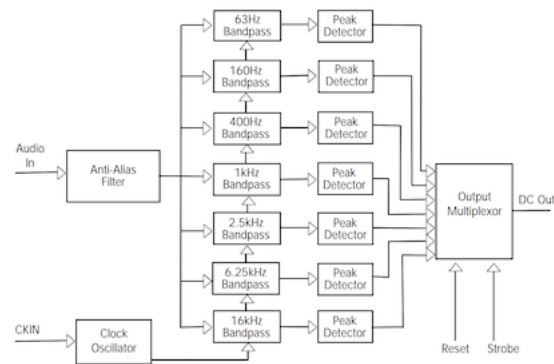 63Hz
Bandpass
Peak
Detector
160Hz
Bandpass
Peak
Detector
400Hz
Bandpass
Peak
Detector
Audio
In
Anti-Alias
Filter
1kHz
Bandpass
Peak
Detector
Output
Multiplexor
DC Out
2.5kHz
Bandpass
Peak
Detector
6.25kHz
Bandpass
Peak
Detector
CKIN
Clock
Oscillator
16kHz
Bandpass
Peak
Detector
Reset
Strobe